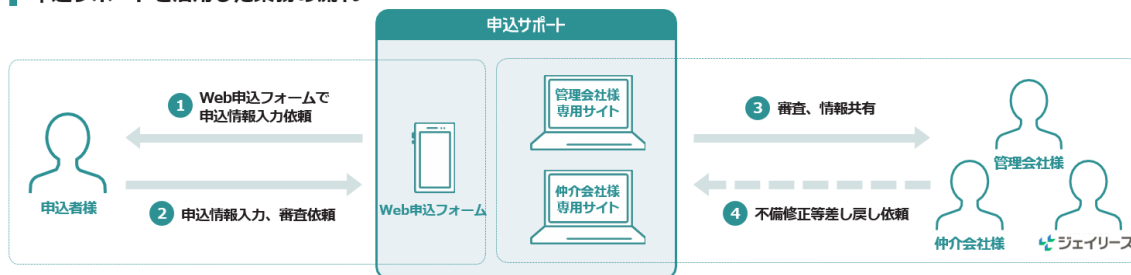 申込サポート
1
Web申込フォームで
申込情報入力依頼
管理会社様
専用サイト
3
審査、情報共有
申込者様
2
申込情報入力、審査依頼
Web申込フォーム
仲介会社様
専用サイト
4
不備修正等差し戻し依頼
管理会社様
仲介会社様
ジェイリース